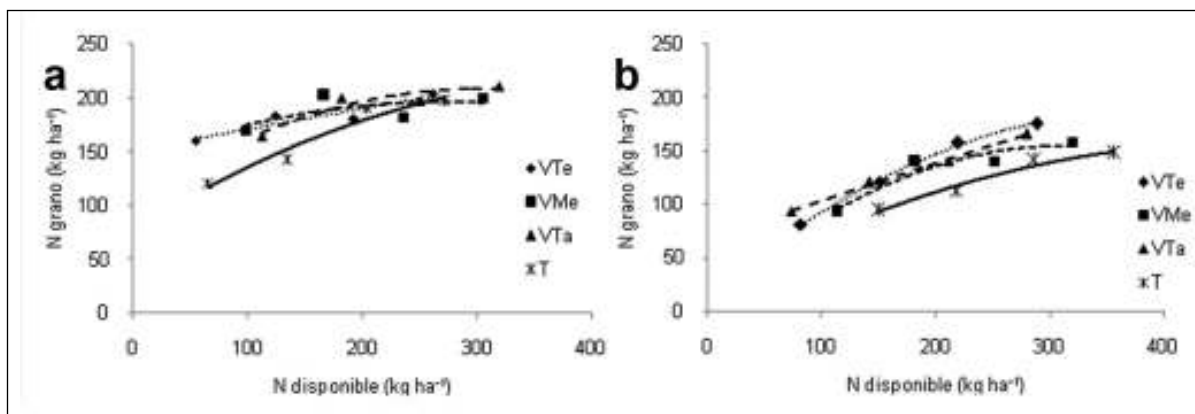 a
250
200
150
100
50
0
N grano (kg ha⁻¹)
0 100 200 300 400
N disponible (kg ha⁻¹)
VTe
VMe
VTa
T
b
250
200
150
100
50
0
N grano (kg ha⁻¹)
0 100 200 300 400
N disponible (kg ha⁻¹)
VTe
VMe
VTa
T